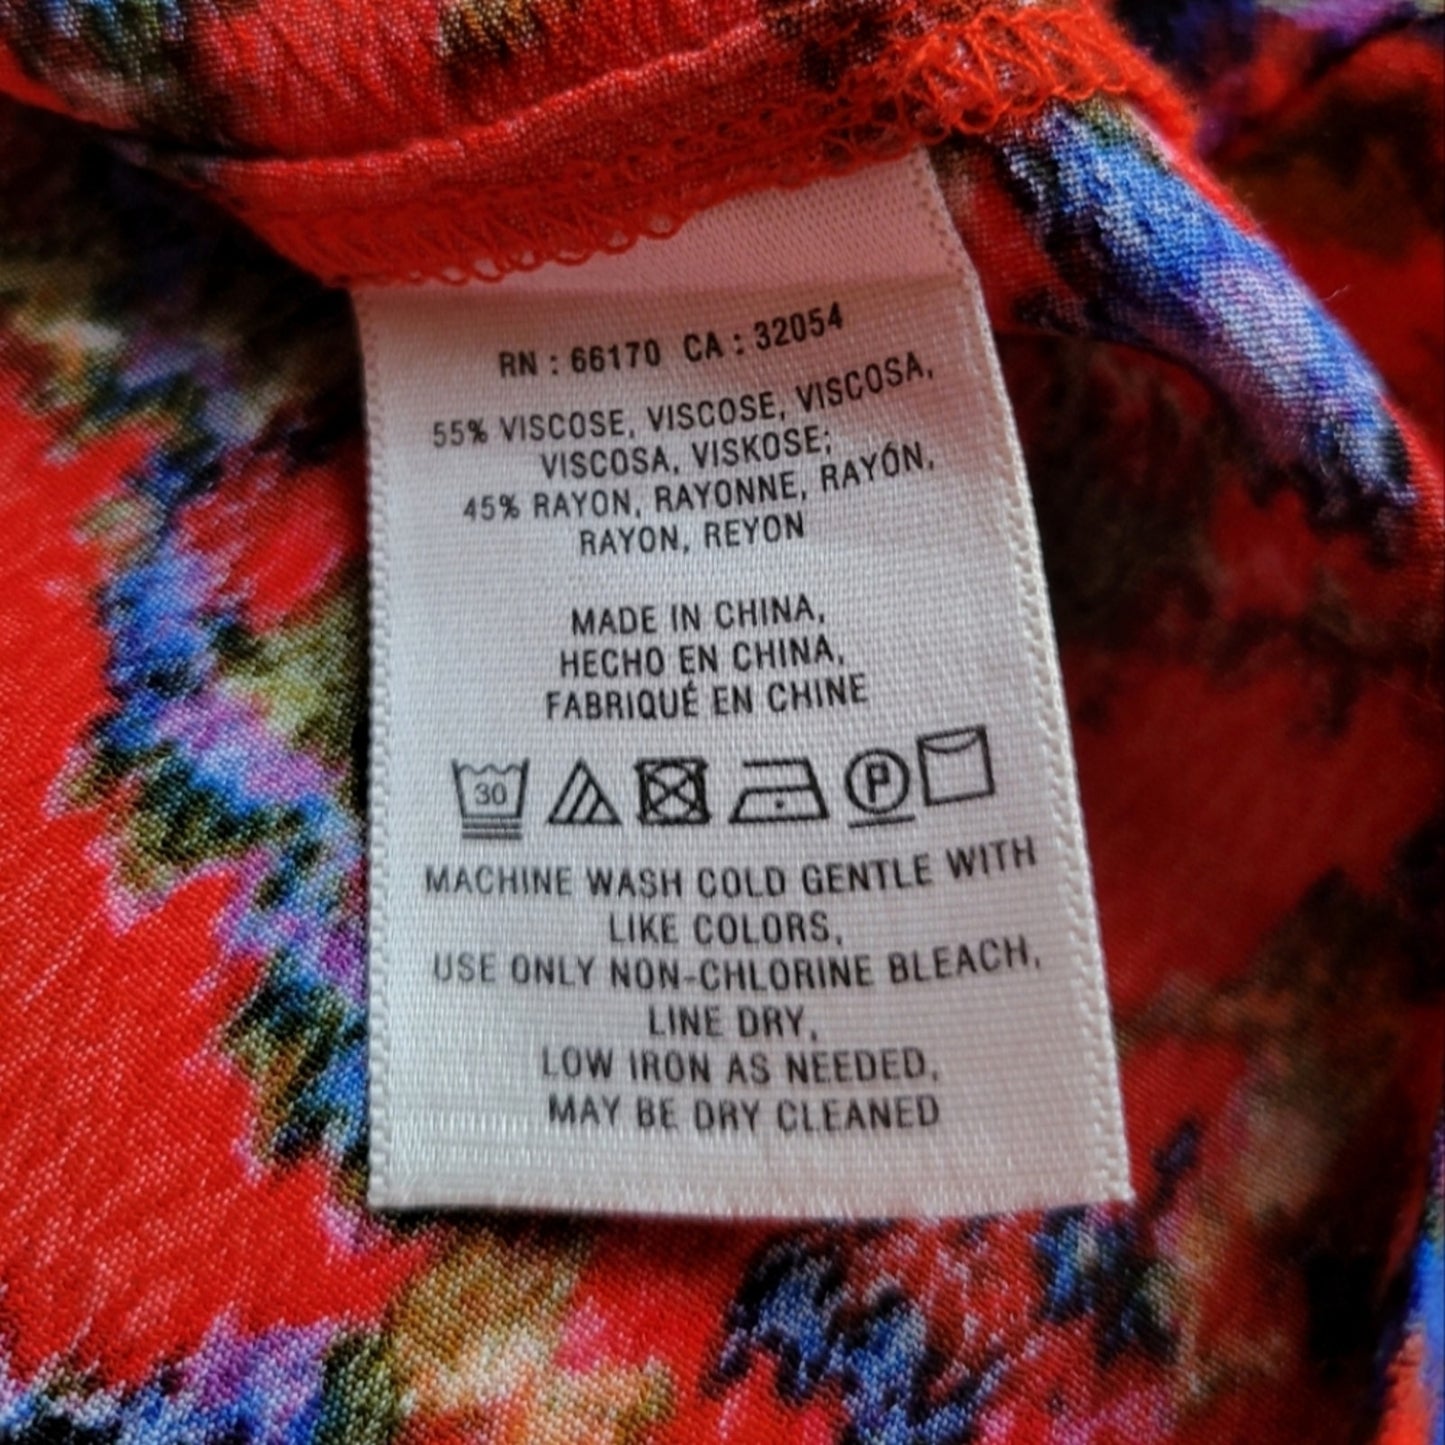 RN : 66170 CA : 32054
55% VISCOSE, VISCOSE, VISCOSA,
VISCOSA, VISKOSE;
45% RAYON, RAYONNE, RAYÓN,
RAYON, REYON
MADE IN CHINA,
HECHO EN CHINA,
FABRIQUÉ EN CHINE
30 P
MACHINE WASH COLD GENTLE WITH
LIKE COLORS,
USE ONLY NON-CHLORINE BLEACH,
LINE DRY,
LOW IRON AS NEEDED,
MAY BE DRY CLEANED